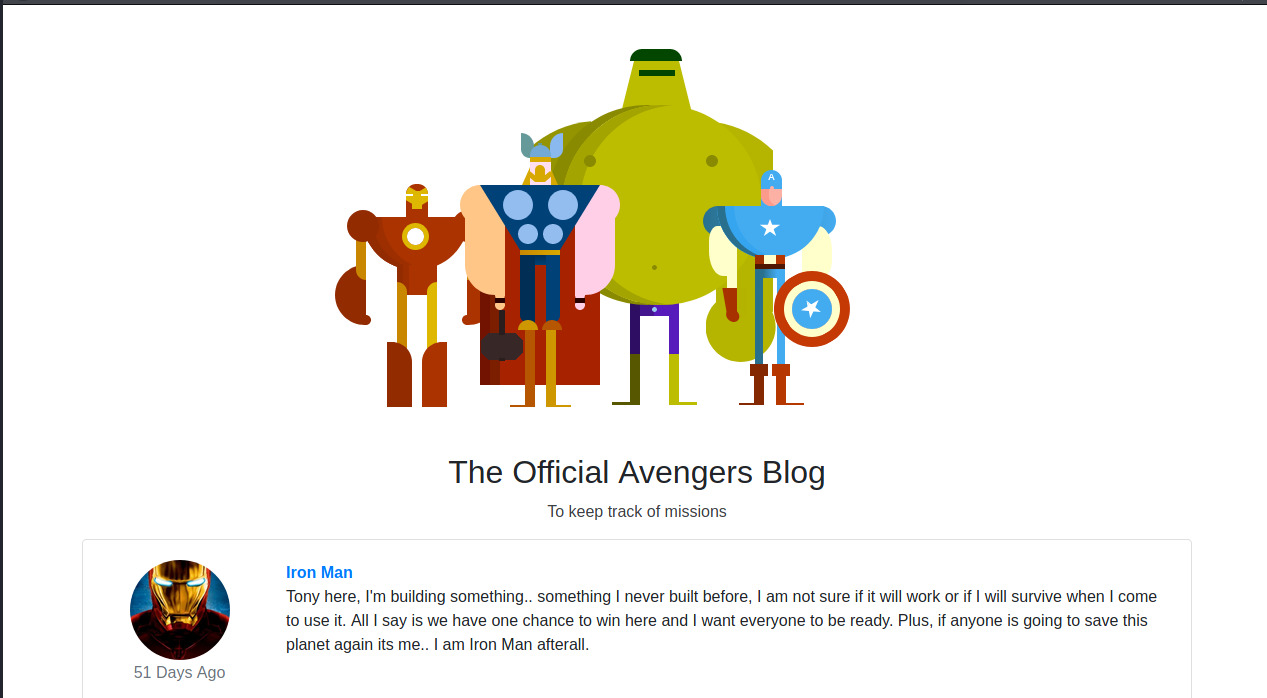 A
The Official Avengers Blog
To keep track of missions
Iron Man
Tony here, I'm building something.. something I never built before, I am not sure if it will work or if I will survive when I come
to use it. All I say is we have one chance to win here and I want everyone to be ready. Plus, if anyone is going to save this
planet again its me.. I am Iron Man afterall.
51 Days Ago